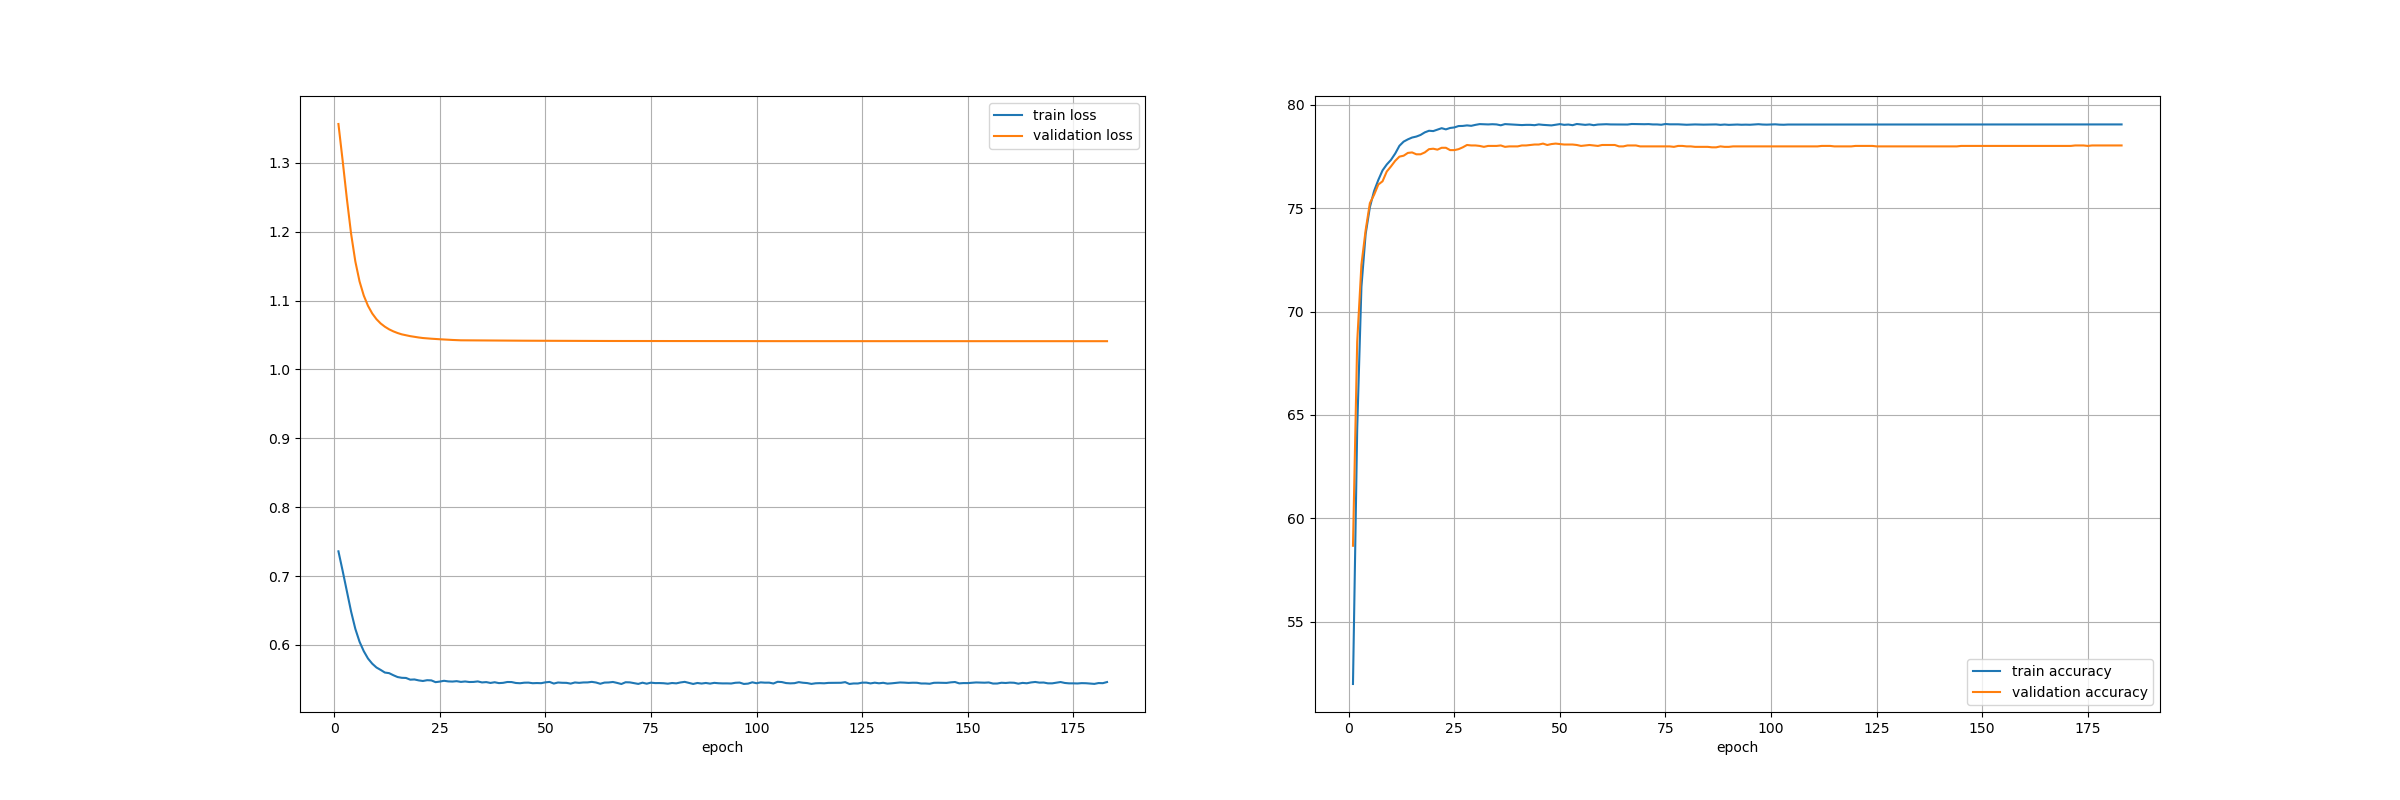 train loss
validation loss
1.3
1.2
1.1
1.0
0.9
0.8
0.7
0.6
0 25 50 75 100 125 150 175
epoch
80
75
70
65
60
55
train accuracy
validation accuracy
0 25 50 75 100 125 150 175
epoch